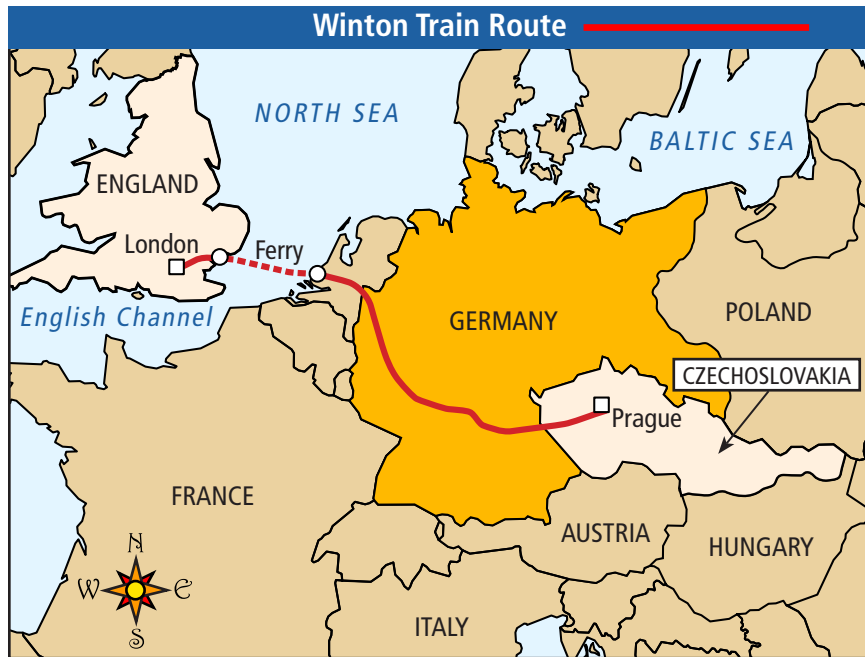 Winton Train Route
NORTH SEA
BALTIC SEA
ENGLAND
London
Ferry
English Channel
GERMANY
POLAND
CZECHOSLOVAKIA
Prague
FRANCE
AUSTRIA
HUNGARY
ITALY
N
W E
S